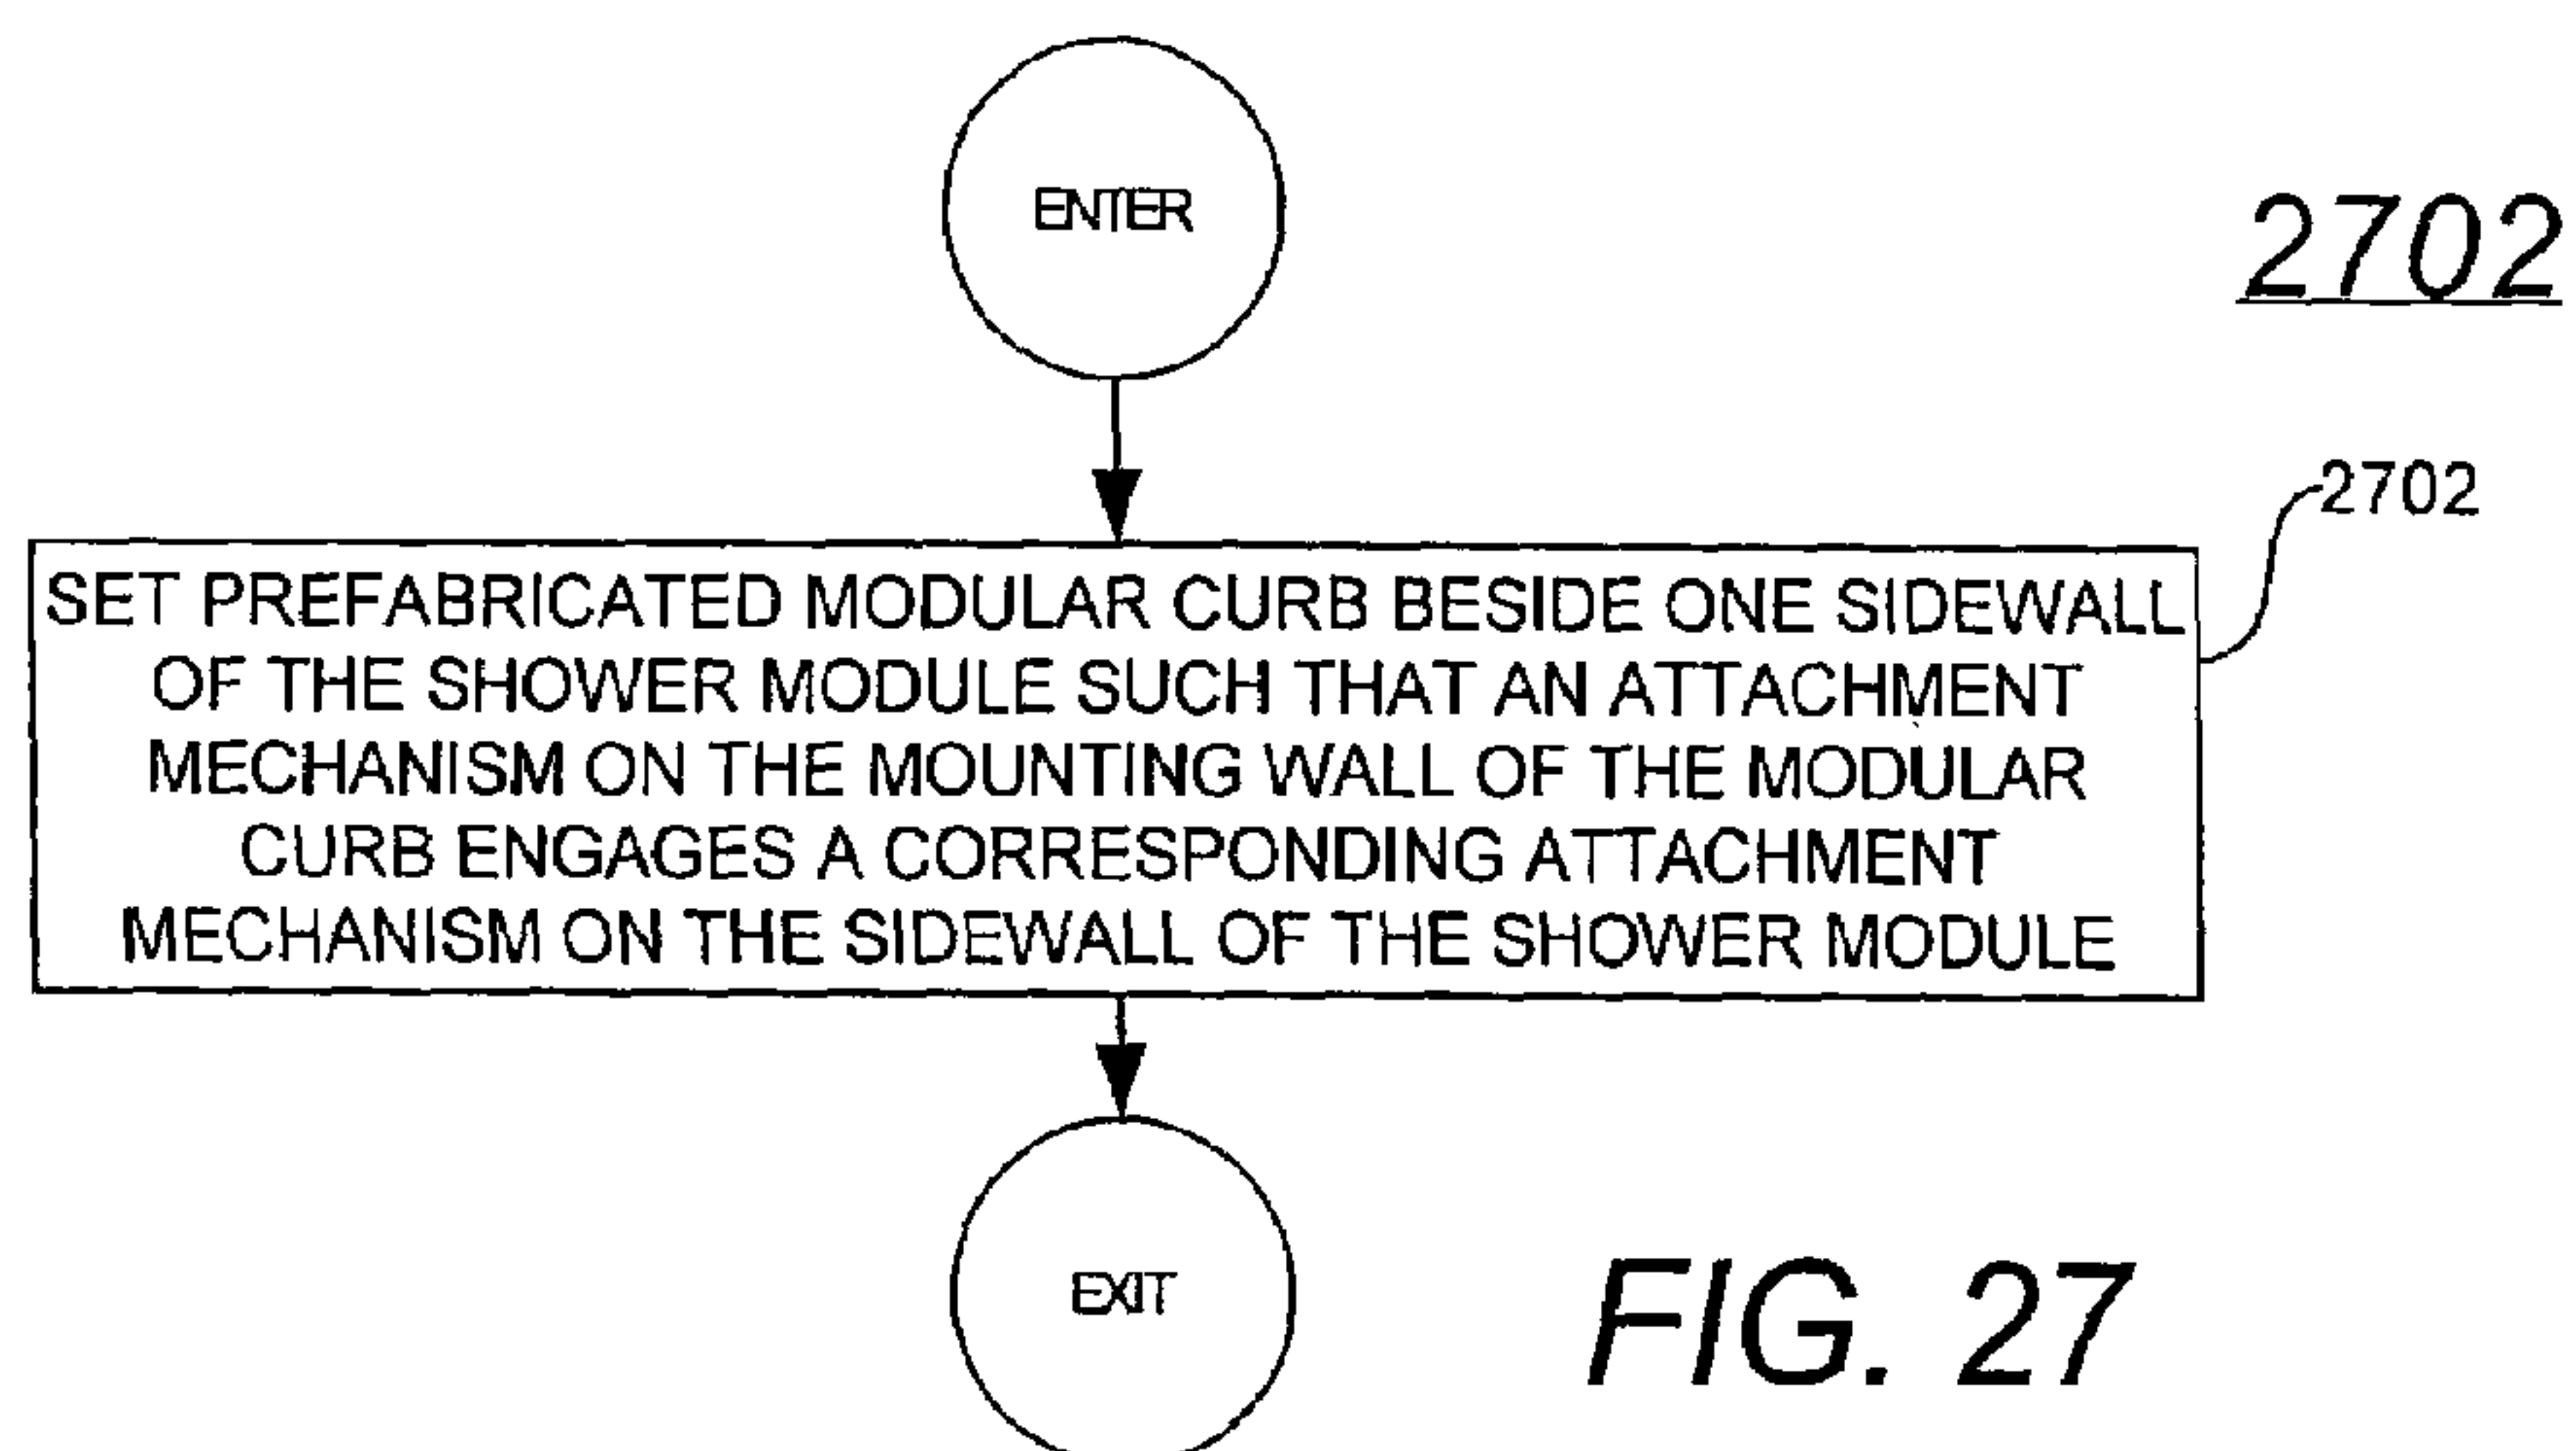 ENTER
2702
2702
SET PREFABRICATED MODULAR CURB BESIDE ONE SIDEWALL
OF THE SHOWER MODULE SUCH THAT AN ATTACHMENT
MECHANISM ON THE MOUNTING WALL OF THE MODULAR
CURB ENGAGES A CORRESPONDING ATTACHMENT
MECHANISM ON THE SIDEWALL OF THE SHOWER MODULE
EXIT
FIG. 27